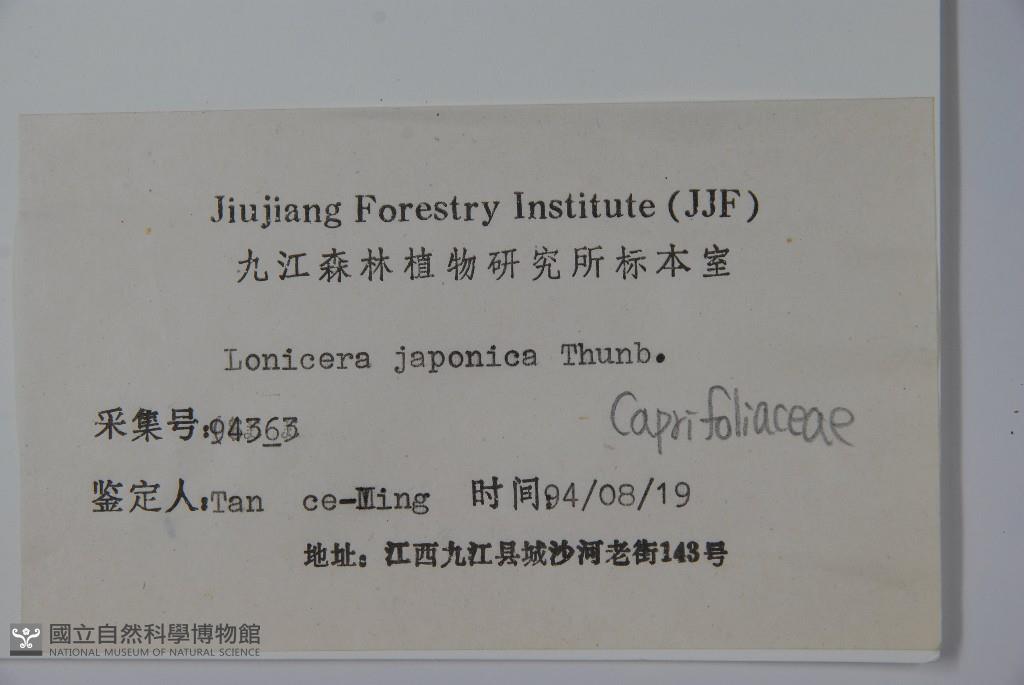 Jiujiang Forestry Institute (JJF)
九江森林植物研究所标本室
Lonicera japonica Thunb.
采集号:94363
Caprifoliaceae
鉴定人:Tan ce-Ming 时间:94/08/19
地址: 江西九江县城沙河老街143号
國立自然科學博物館
NATIONAL MUSEUM OF NATURAL SCIENCE